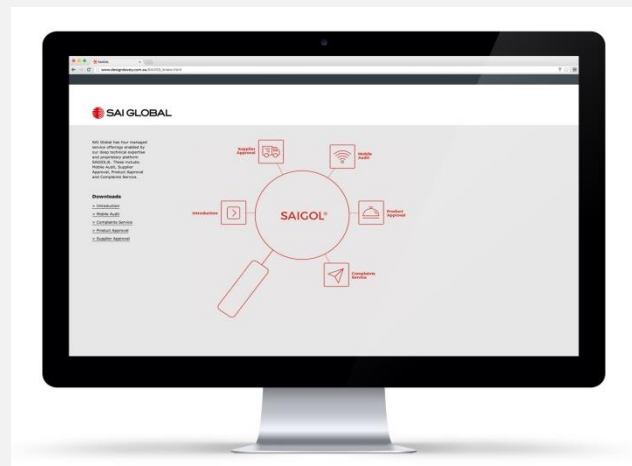 SAI GLOBAL
SAI Global has four managed
service offerings enabled by
our deep technical expertise
and proprietary platform
These include:
Mobile Audit, Supplier
Approval, Product Approval
and Complaints Service.
Downloads
> Introduction
> Mobile Audit
> Complaints Service
> Product Approval
> Supplier Approval
Supplier
Approval
Mobile
Audit
Introduction
SAIGOL®
Product
Approval
Complaints
Service